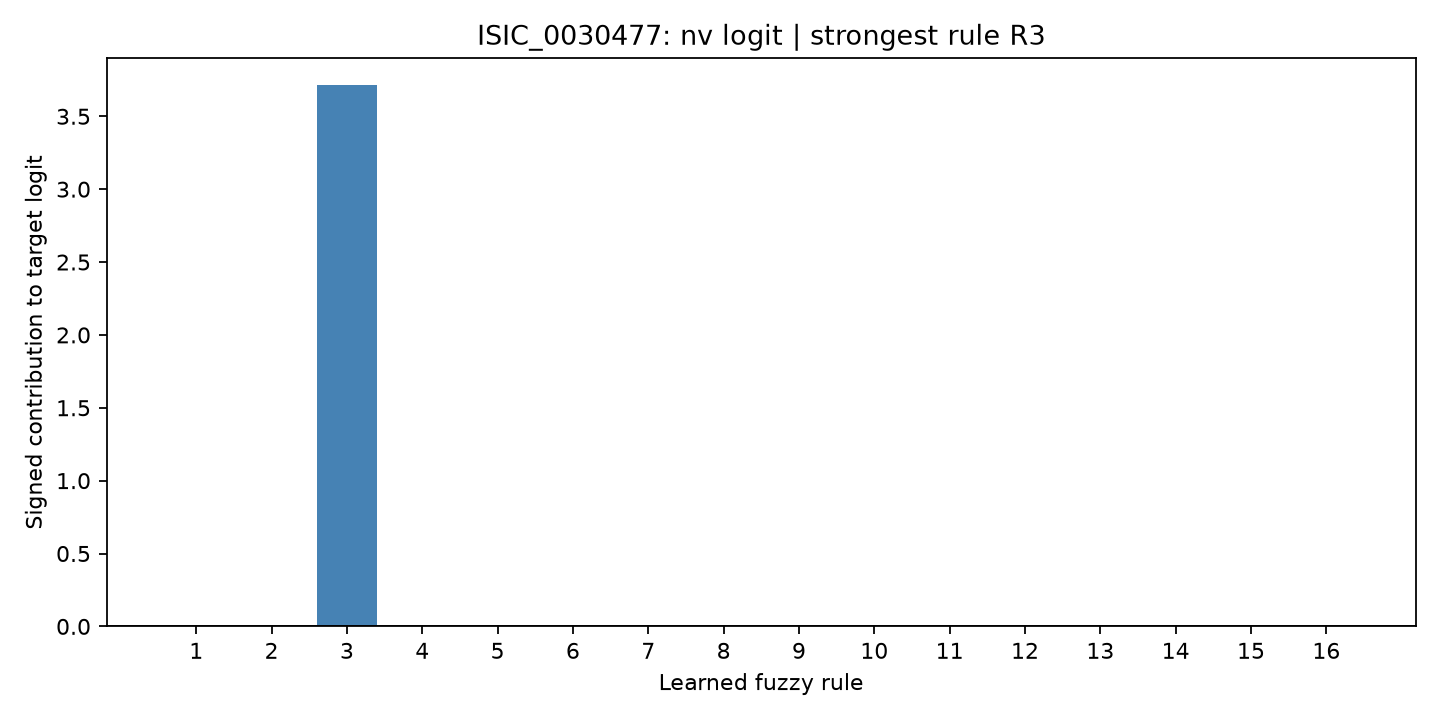 ISIC_0030477: nv logit | strongest rule R3
Signed contribution to target logit
3.5
3.0
2.5
2.0
1.5
1.0
0.5
0.0
1 2 3 4 5 6 7 8 9 10 11 12 13 14 15 16
Learned fuzzy rule